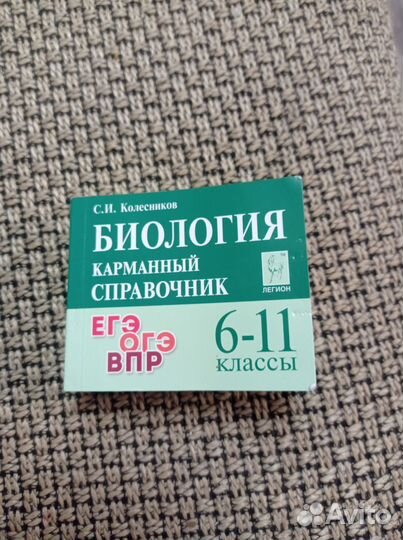 С.И. Колесников
БИОЛОГИЯ
КАРМАННЫЙ
СПРАВОЧНИК
ЛЕГИОН
ЕГЭ
ОГЭ
ВПР
6-11
классы
Avito